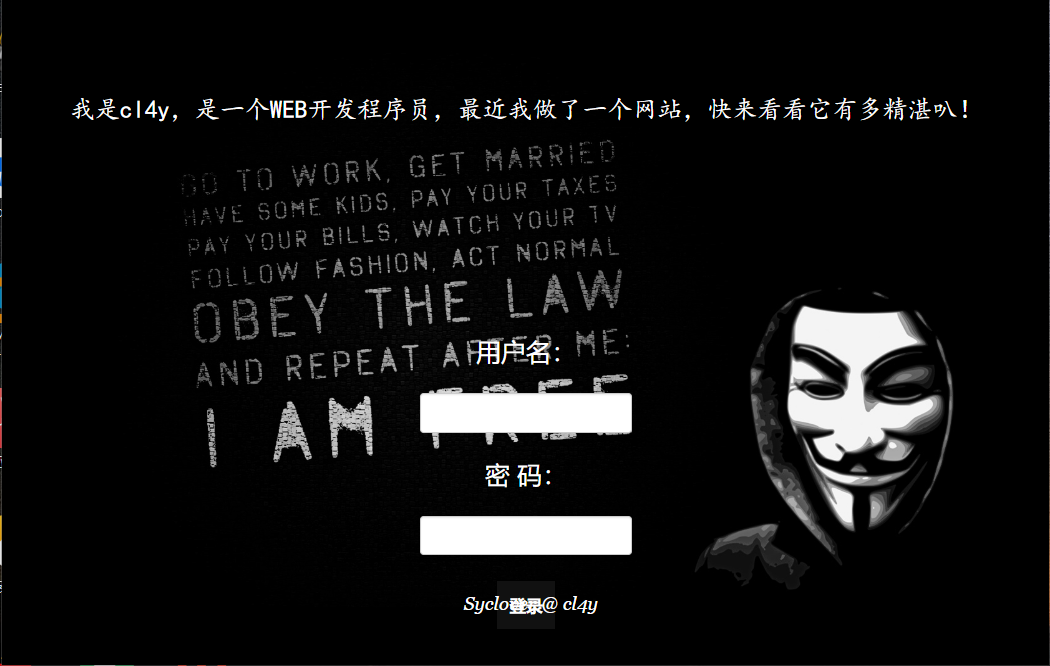 我是cl4y，是一个WEB开发程序员，最近我做了一个网站，快来看看它有多精湛叭！
GO TO WORK, GET MARRIED
HAVE SOME KIDS, PAY YOUR TAXES
PAY YOUR BILLS, WATCH YOUR TV
FOLLOW FASHION, ACT NORMAL
OBEY THE LAW
AND REPEAT AFTER ME:
I AM FREE
用户名：
密 码：
登录
@ cl4y